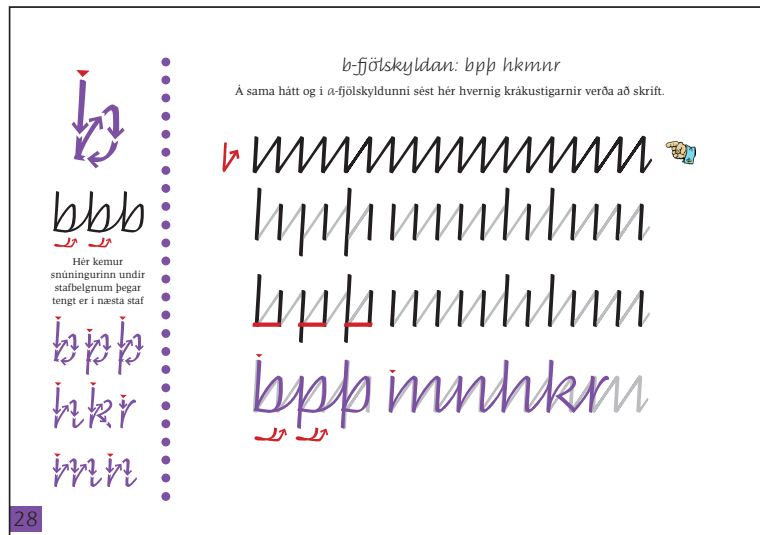 b-fjölskyldan: bpþ hkmnr
Á sama hátt og í a-fjölskyldunni sést hér hvernig krákustigarnir verða að skrift.
b
bbb
Hér kemur
snúningurinn undir
stafbelgnum þegar
tengt er í næsta staf
bpþ
hkr
mn
bpþ mnhkr
28